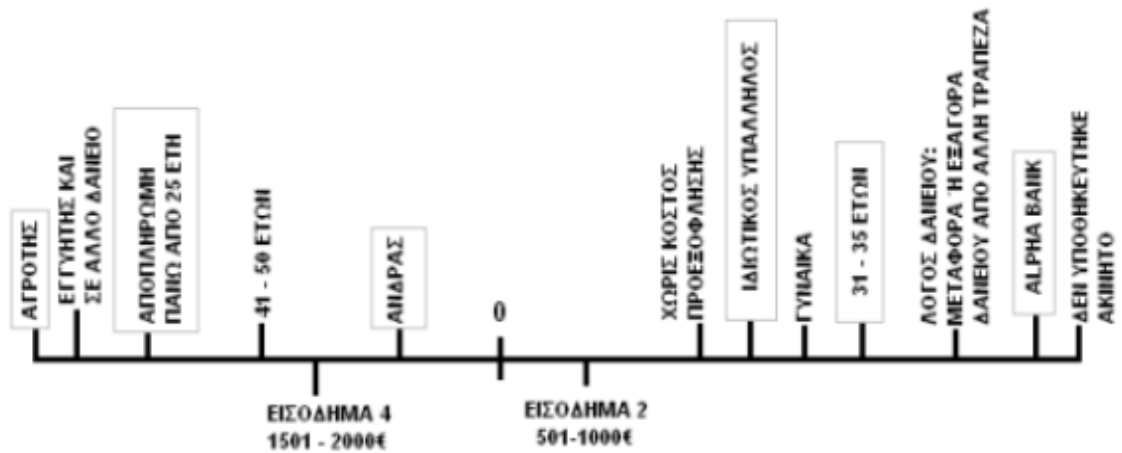 ΑΓΡΟΤΗΣ
ΕΓΓΥΗΤΗΣ ΚΑΙ
ΣΕ ΑΛΛΟ ΔΑΝΕΙΟ
ΑΠΟΠΛΗΡΩΜΗ
ΠΑΝΩ ΑΠΟ 25 ΕΤΗ
41 - 50 ΕΤΩΝ
ΕΙΣΟΔΗΜΑ 4
1501 - 2000€
ΑΝΔΡΑΣ
0
ΕΙΣΟΔΗΜΑ 2
501-1000€
ΧΩΡΙΣ ΚΟΣΤΟΣ
ΠΡΟΕΞΟΦΛΗΣΗΣ
ΙΔΙΩΤΙΚΟΣ ΥΠΑΛΛΗΛΟΣ
ΓΥΝΑΙΚΑ
31 - 35 ΕΤΩΝ
ΛΟΓΟΣ ΔΑΝΕΙΟΥ:
ΜΕΤΑΦΟΡΑ Ή ΕΞΑΓΟΡΑ
ΔΑΝΕΙΟΥ ΑΠΟ ΑΛΛΗ ΤΡΑΠΕΖΑ
ALPHA BANK
ΔΕΝ ΥΠΟΘΗΚΕΥΤΗΚΕ
ΑΚΙΝΗΤΟ